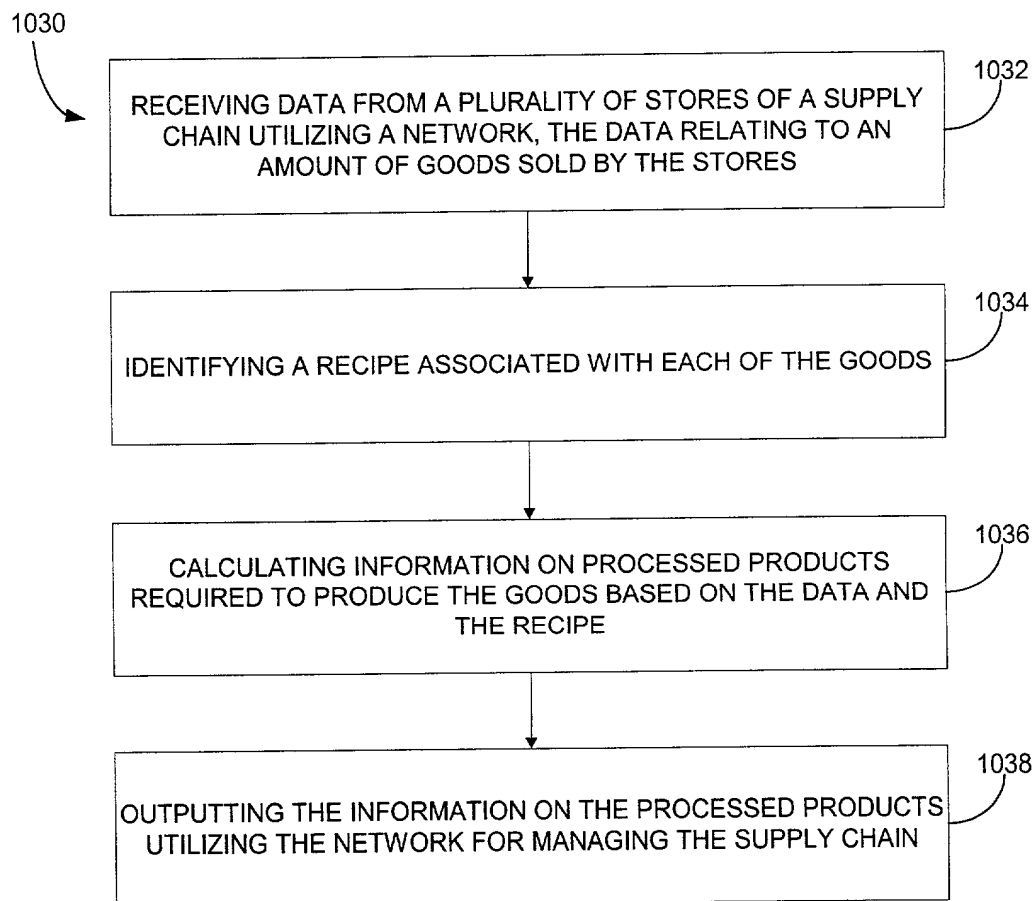 1030
1032
RECEIVING DATA FROM A PLURALITY OF STORES OF A SUPPLY
CHAIN UTILIZING A NETWORK, THE DATA RELATING TO AN
AMOUNT OF GOODS SOLD BY THE STORES
1034
IDENTIFYING A RECIPE ASSOCIATED WITH EACH OF THE GOODS
1036
CALCULATING INFORMATION ON PROCESSED PRODUCTS
REQUIRED TO PRODUCE THE GOODS BASED ON THE DATA AND
THE RECIPE
1038
OUTPUTTING THE INFORMATION ON THE PROCESSED PRODUCTS
UTILIZING THE NETWORK FOR MANAGING THE SUPPLY CHAIN